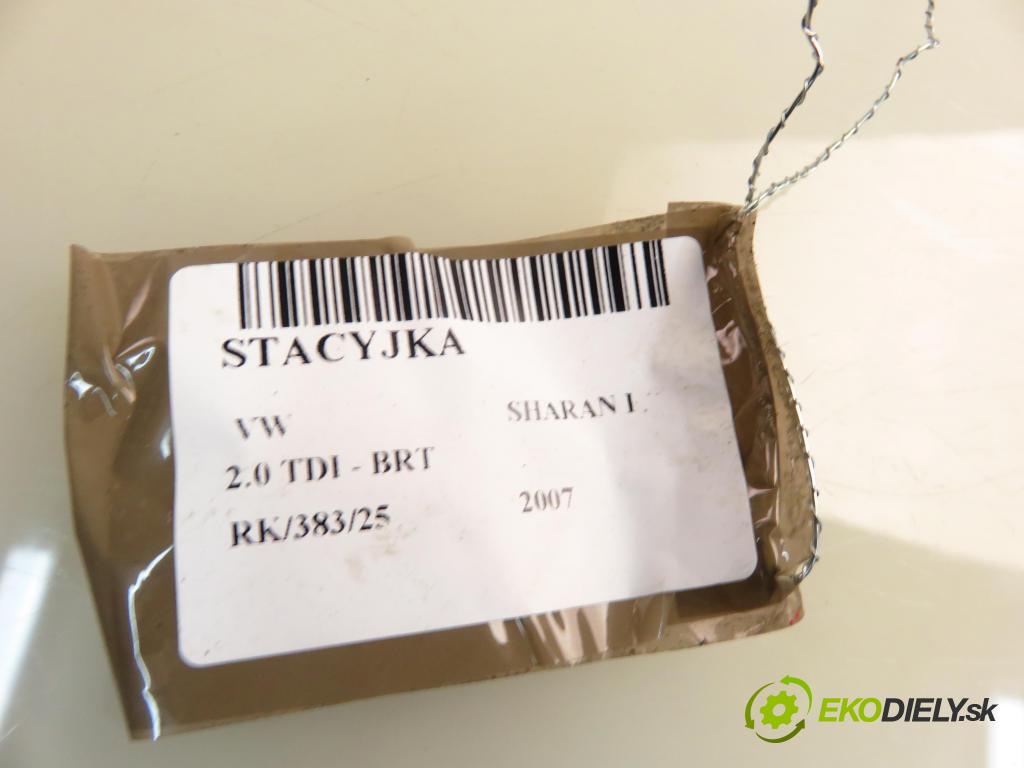 STACYJKA
VW SHARAN I
2.0 TDI - BRT
RK/383/25 2007
EKODIELY.sk